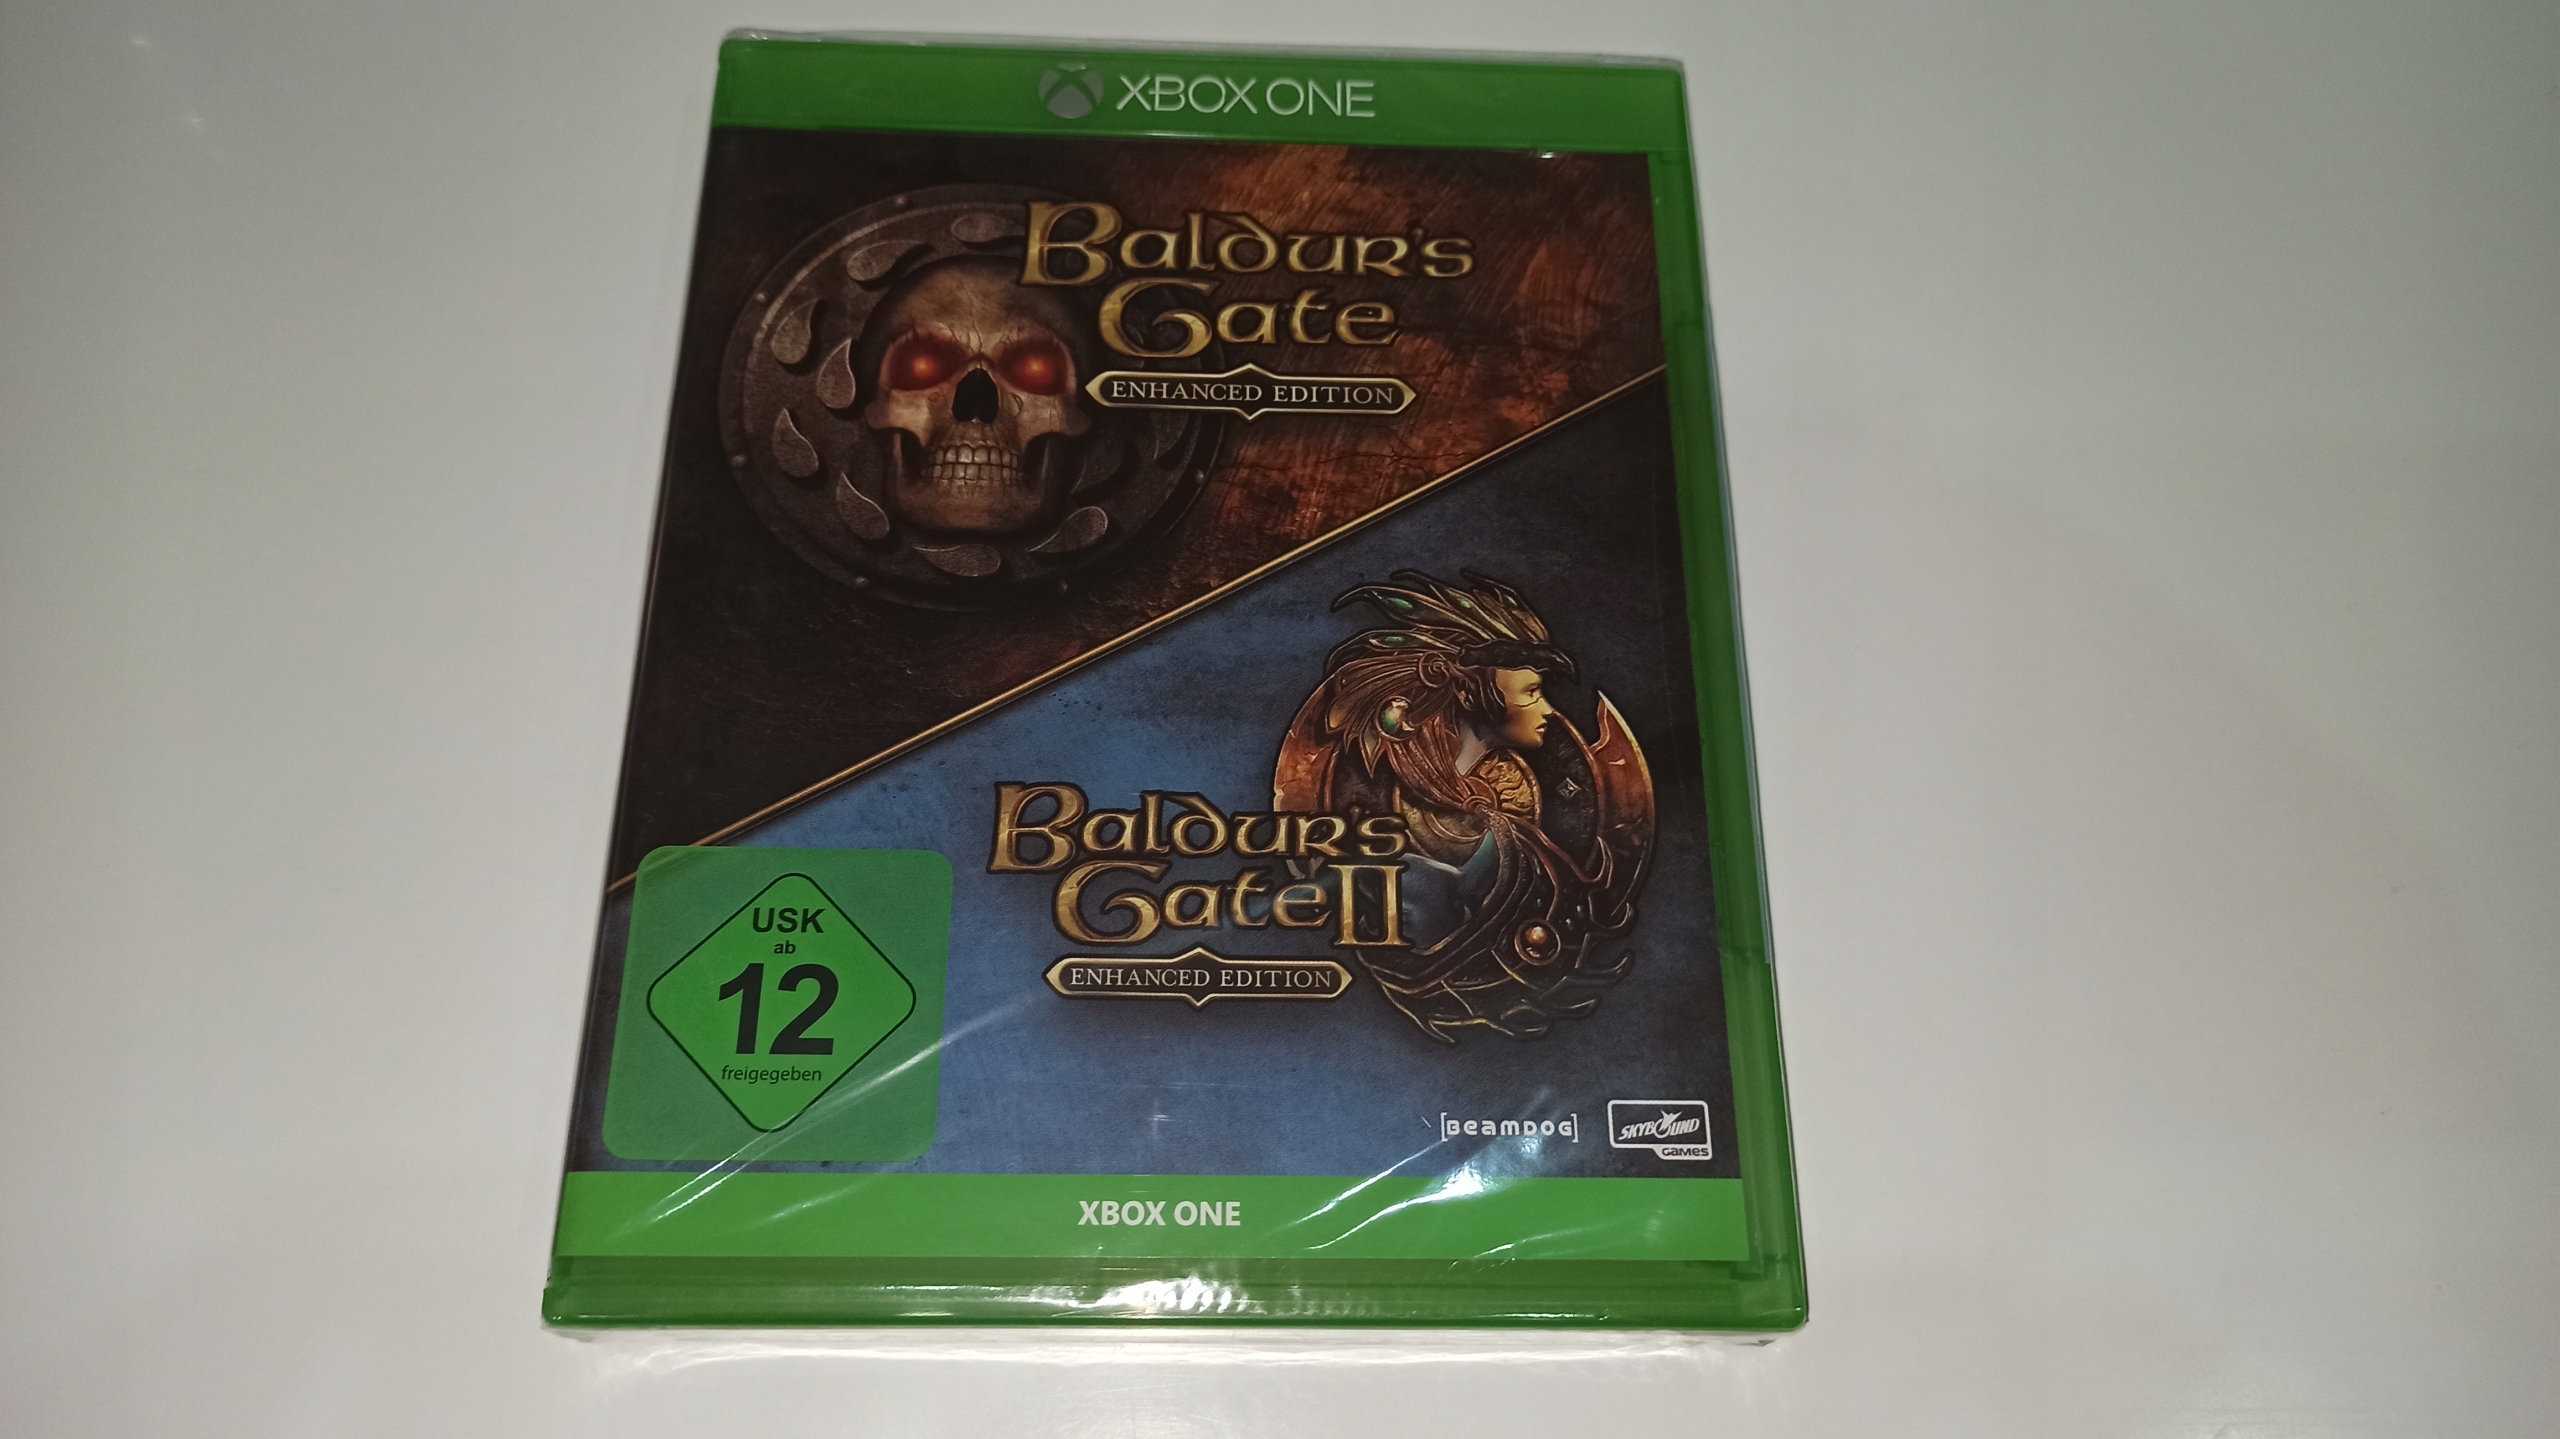 XBOX ONE
Baldur's
Gate
ENHANCED EDITION
Baldur's
Gate II
ENHANCED EDITION
USK
ab
12
freigegeben
[BEAMDOG]
SKYBOUND
GAMES
XBOX ONE